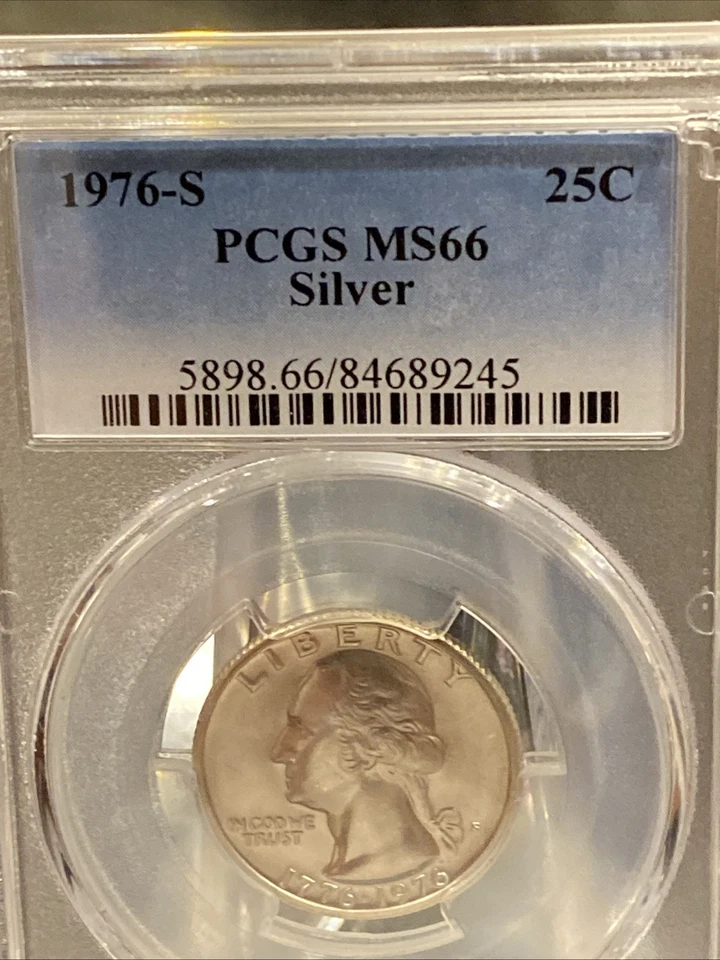 1976-S 25C
PCGS MS66
Silver
5898.66/84689245
LIBERTY
IN GOD WE
TRUST
S
1776-1976